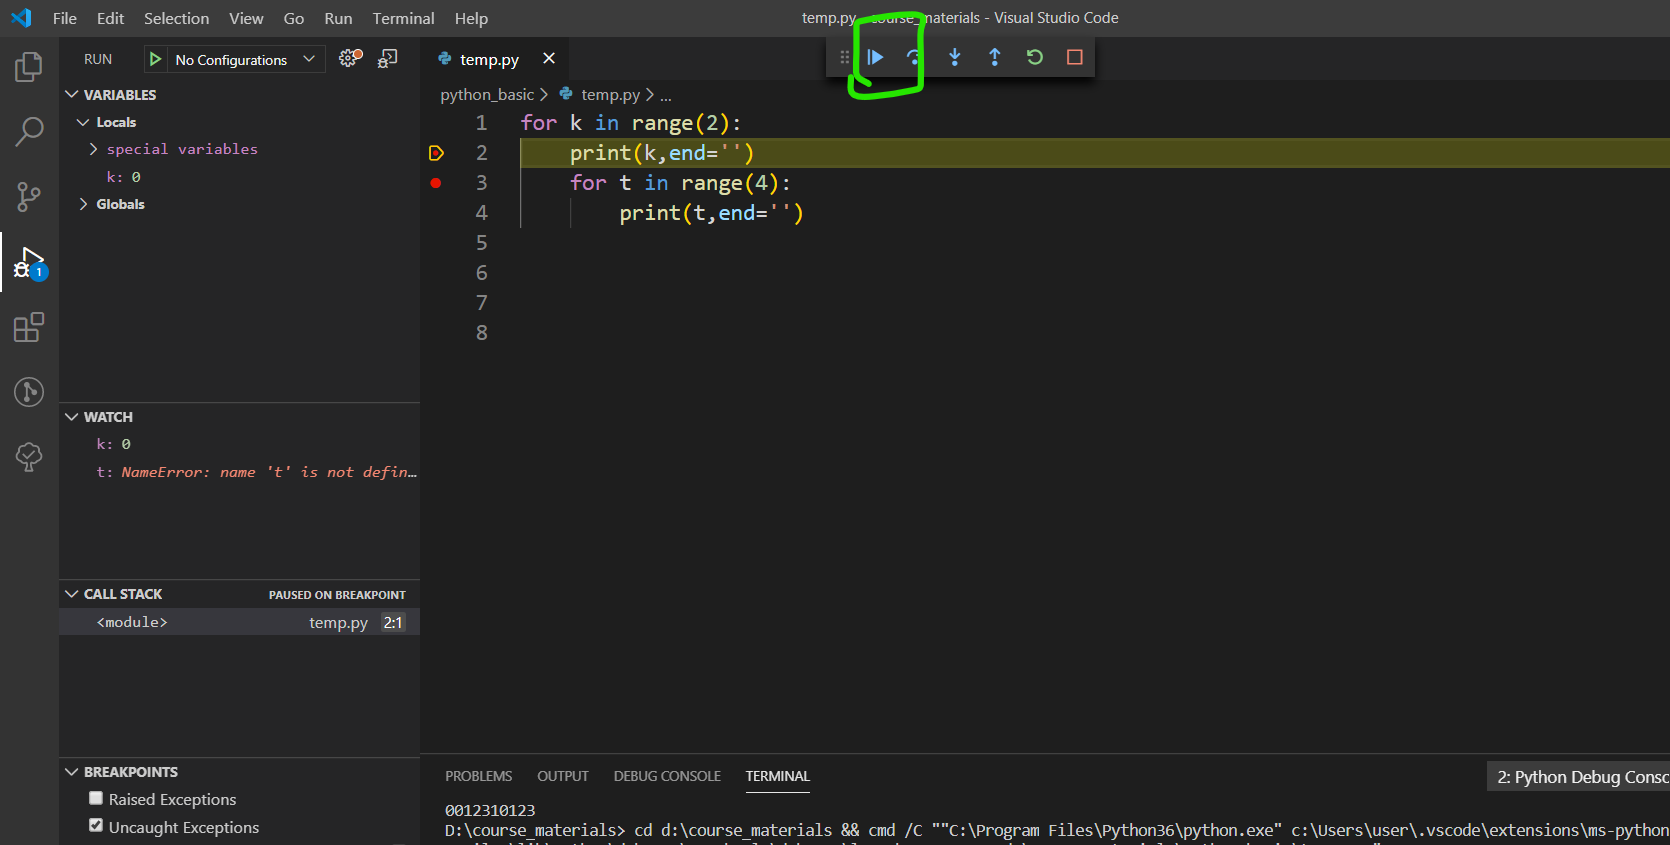 File Edit Selection View Go Run Terminal Help
temp.py - course_materials - Visual Studio Code
RUN No Configurations
temp.py
VARIABLES
python_basic > temp.py > ...
Locals
special variables
k: 0
Globals
1 for k in range(2):
2 print(k,end='')
3 for t in range(4):
4 print(t,end='')
5
6
7
8
1
WATCH
k: 0
t: NameError: name 't' is not defin...
CALL STACK PAUSED ON BREAKPOINT
<module> temp.py 2:1
BREAKPOINTS
Raised Exceptions
Uncaught Exceptions
PROBLEMS OUTPUT DEBUG CONSOLE TERMINAL
2: Python Debug Consc
0012310123
D:\course_materials> cd d:\course_materials && cmd /C ""C:\Program Files\Python36\python.exe" c:\Users\user\.vscode\extensions\ms-python